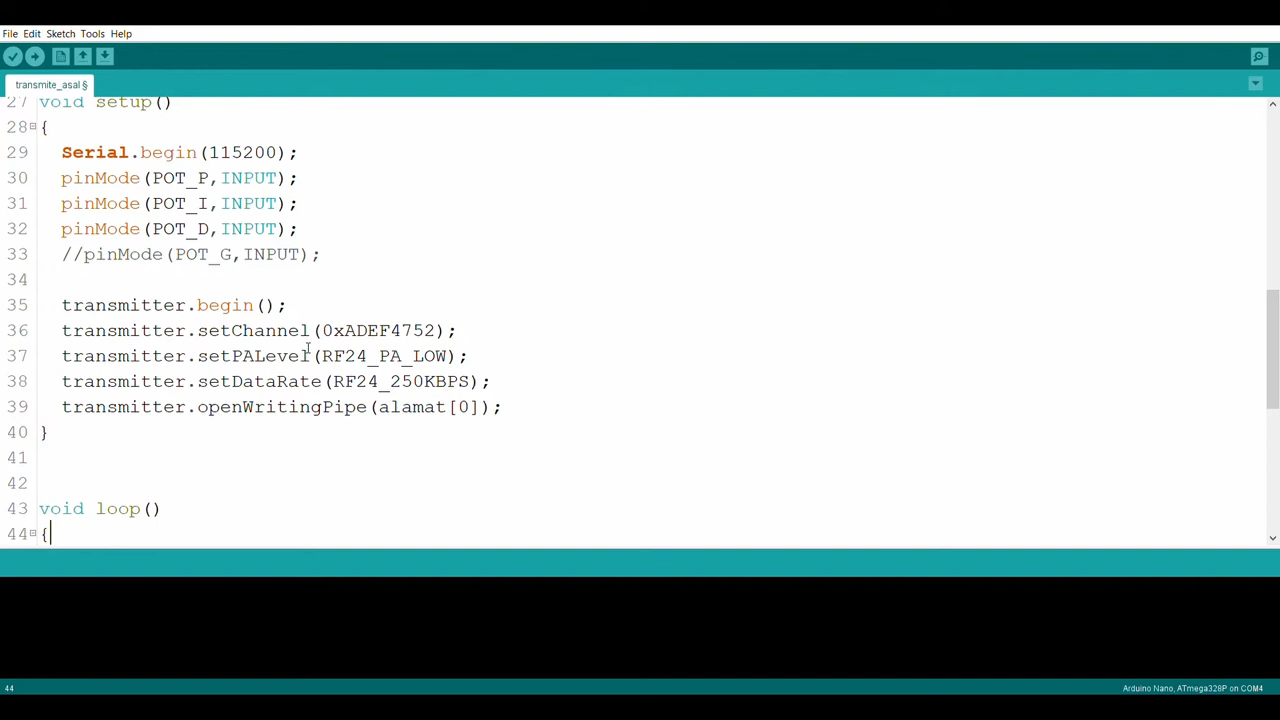 File Edit Sketch Tools Help
transmite_asal §
27 void setup()
28 {
29 Serial.begin(115200);
30 pinMode(POT_P,INPUT);
31 pinMode(POT_I,INPUT);
32 pinMode(POT_D,INPUT);
33 //pinMode(POT_G,INPUT);
34
35 transmitter.begin();
36 transmitter.setChannel(0xADEF4752);
37 transmitter.setPALevel(RF24_PA_LOW);
38 transmitter.setDataRate(RF24_250KBPS);
39 transmitter.openWritingPipe(alamat[0]);
40 }
41
42
43 void loop()
44 {
44 Arduino Nano, ATmega328P on COM4